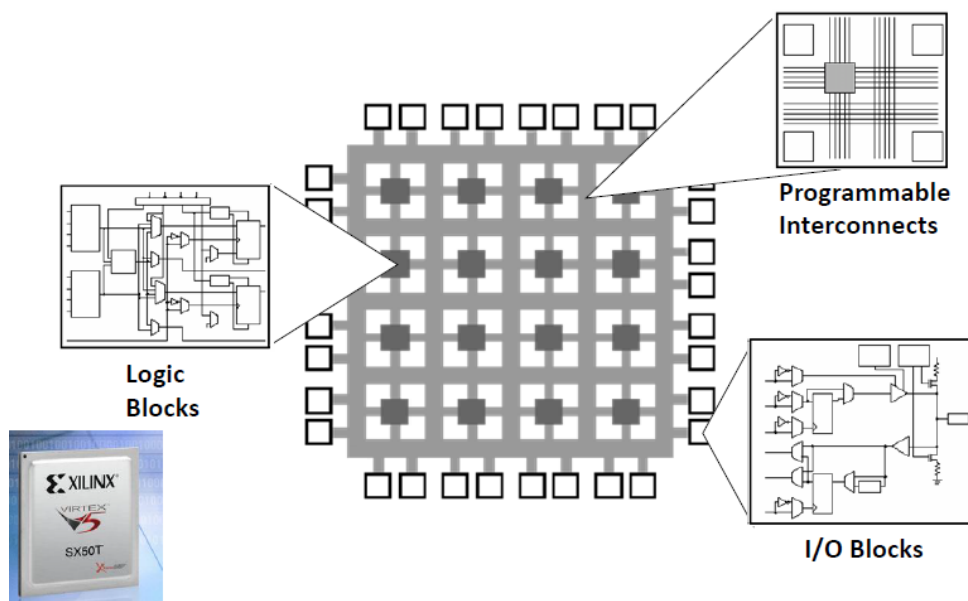 Programmable
Interconnects
Logic
Blocks
I/O Blocks
XILINX
VIRTEX
5
SX50T